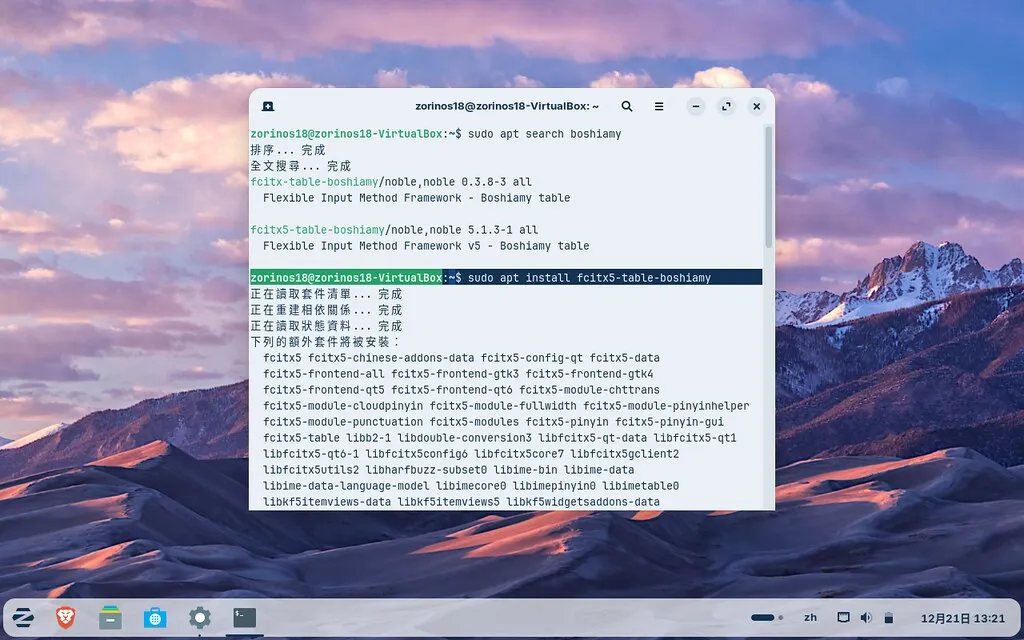 zorinos18@zorinos18-VirtualBox: ~
zorinos18@zorinos18-VirtualBox:~$ sudo apt search boshiamy
排序... 完成
全文搜尋... 完成
fcitx-table-boshiamy/noble,noble 0.3.8-3 all
Flexible Input Method Framework - Boshiamy table
fcitx5-table-boshiamy/noble,noble 5.1.3-1 all
Flexible Input Method Framework v5 - Boshiamy table
zorinos18@zorinos18-VirtualBox:~$ sudo apt install fcitx5-table-boshiamy
正在讀取套件清單... 完成
正在重建相依關係... 完成
正在讀取狀態資料... 完成
下列的額外套件將被安裝：
fcitx5 fcitx5-chinese-addons-data fcitx5-config-qt fcitx5-data
fcitx5-frontend-all fcitx5-frontend-gtk3 fcitx5-frontend-gtk4
fcitx5-frontend-qt5 fcitx5-frontend-qt6 fcitx5-module-chttrans
fcitx5-module-cloudpinyin fcitx5-module-fullwidth fcitx5-module-pinyinhelper
fcitx5-module-punctuation fcitx5-modules fcitx5-pinyin fcitx5-pinyin-gui
fcitx5-table libb2-1 libdouble-conversion3 libfcitx5-qt-data libfcitx5-qt1
libfcitx5-qt6-1 libfcitx5config6 libfcitx5core7 libfcitx5gclient2
libfcitx5utils2 libharfbuzz-subset0 libime-bin libime-data
libime-data-language-model libimecore0 libimepinyin0 libimetable0
libkf5itemviews-data libkf5itemviews5 libkf5widgetsaddons-data
zh
12月21日 13:21